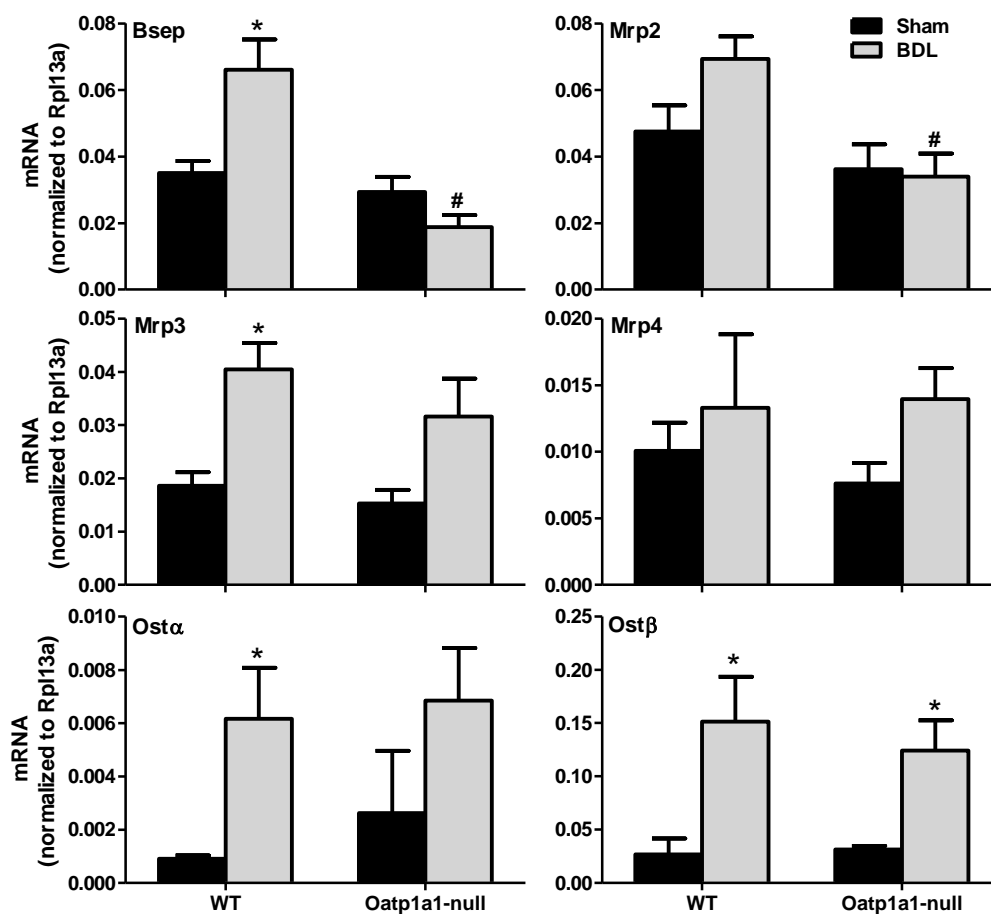 Bsep
*
#
0.08
0.06
0.04
0.02
0.00
mRNA
(normalized to Rpl13a)
Mrp2
Sham
BDL
#
0.08
0.06
0.04
0.02
0.00
Mrp3
*
0.05
0.04
0.03
0.02
0.01
0.00
mRNA
(normalized to Rpl13a)
Mrp4
0.020
0.015
0.010
0.005
0.000
Ostα
*
0.010
0.008
0.006
0.004
0.002
0.000
mRNA
(normalized to Rpl13a)
WT Oatp1a1-null
Ostβ
*
*
0.25
0.20
0.15
0.10
0.05
0.00
WT Oatp1a1-null